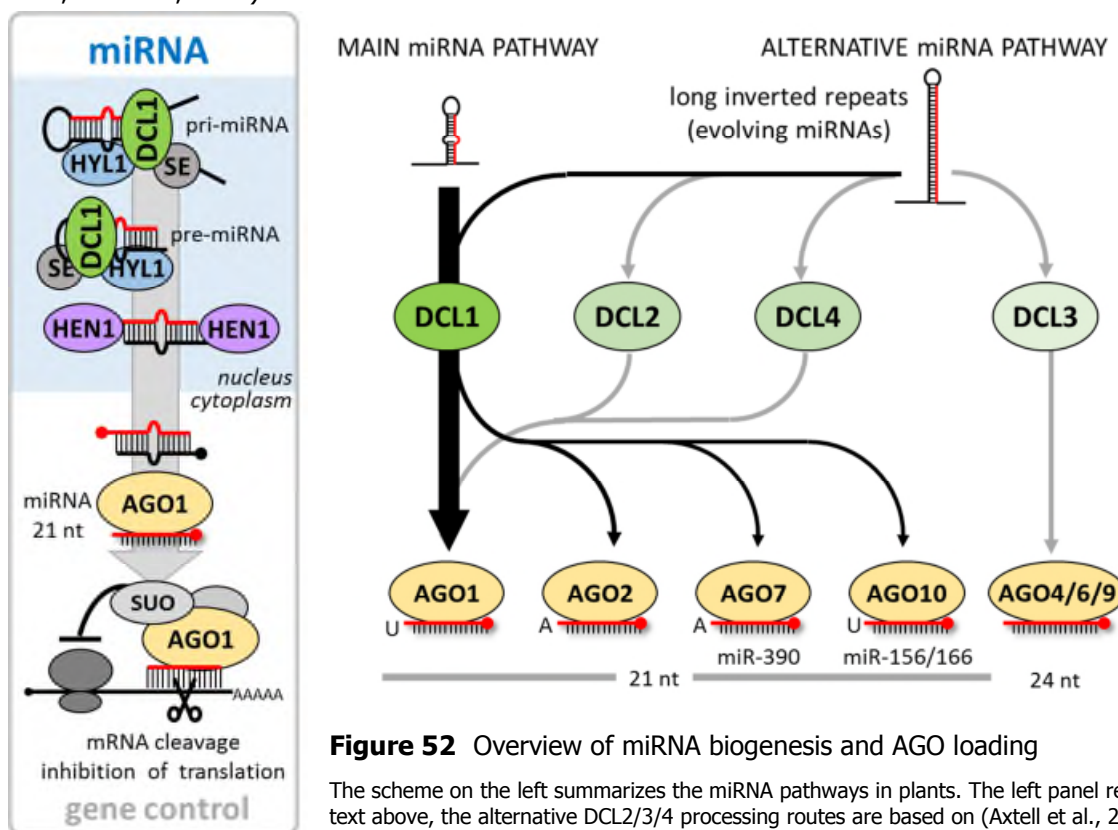 miRNA
DCL1
pri-miRNA
HYL1
SE
DCL1
pre-miRNA
SE
HYL1
HEN1
HEN1
nucleus
cytoplasm
miRNA
21 nt
AGO1
SUO
AGO1
AAAAA
mRNA cleavage
inhibition of translation
gene control
MAIN miRNA PATHWAY
ALTERNATIVE miRNA PATHWAY
long inverted repeats
(evolving miRNAs)
DCL1
DCL2
DCL4
DCL3
AGO1
AGO2
AGO7
AGO10
AGO4/6/9
U
A
A
U
miR-390
miR-156/166
21 nt
24 nt
Figure 52 Overview of miRNA biogenesis and AGO loading
The scheme on the left summarizes the miRNA pathways in plants. The left panel re
text above, the alternative DCL2/3/4 processing routes are based on (Axtell et al., 2